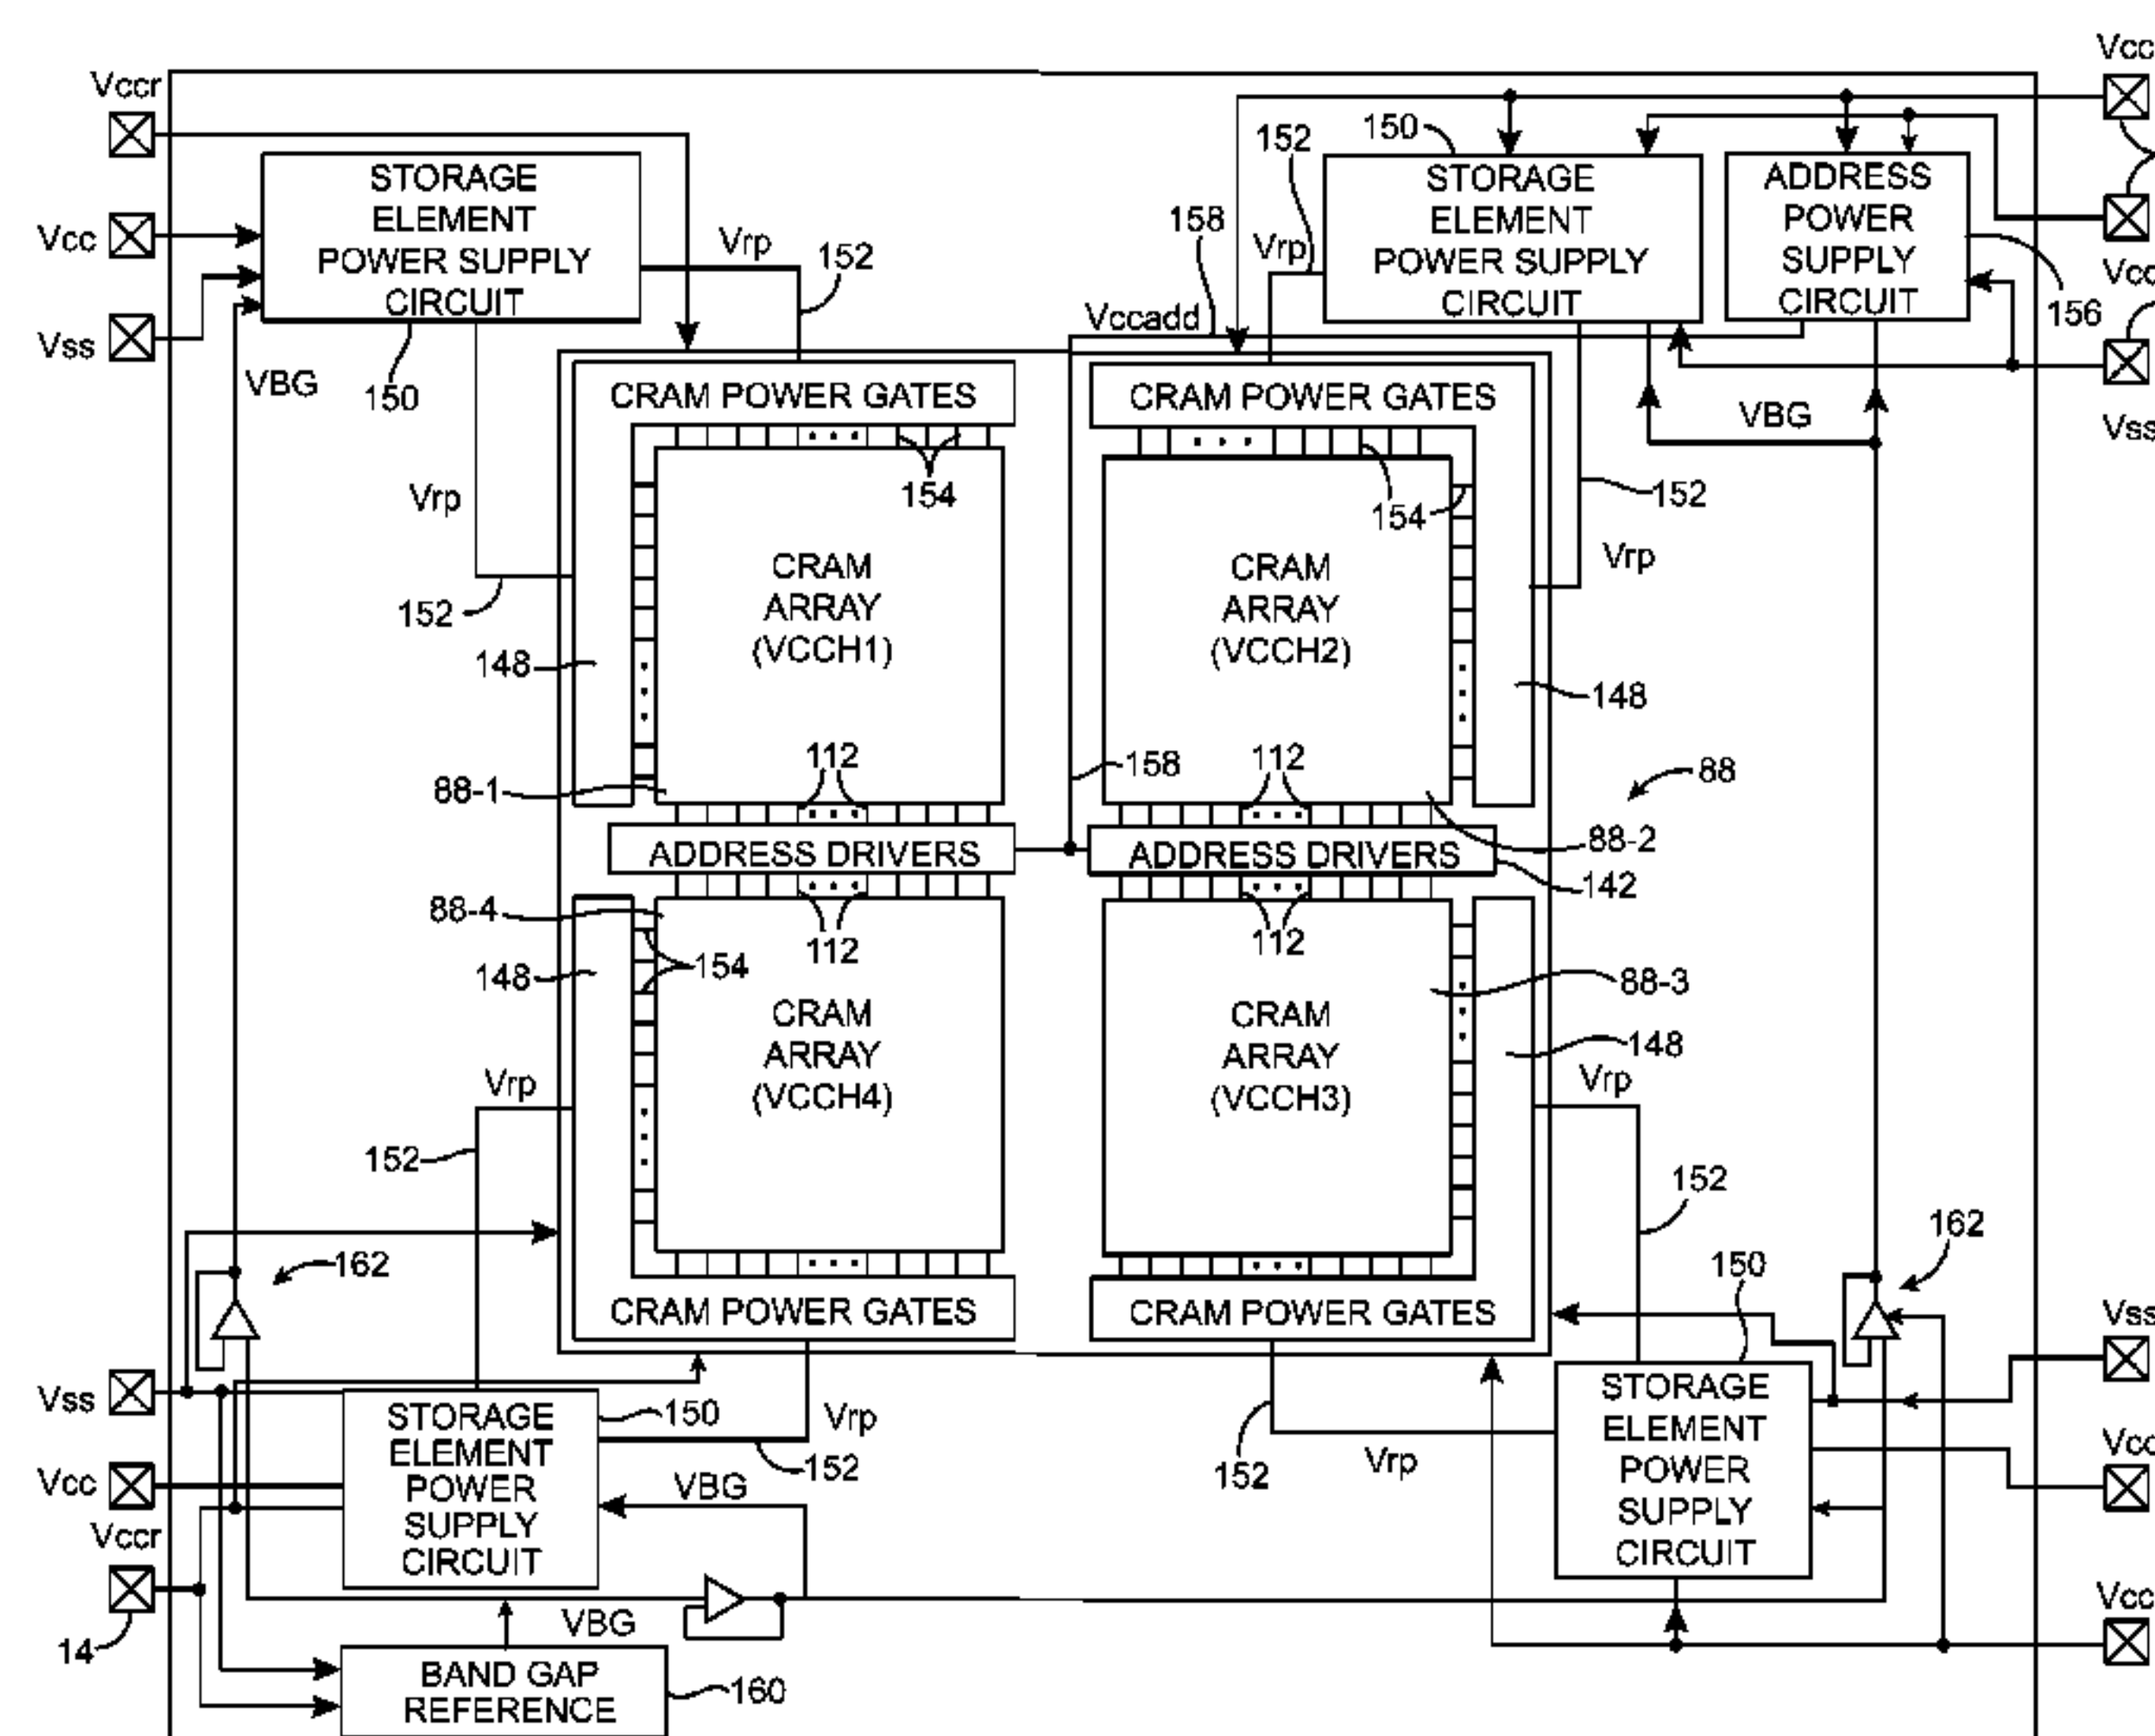 Vccr
Vcc
Vss
VBG
STORAGE
ELEMENT
POWER SUPPLY
CIRCUIT
150
Vrp
152
Vrp
152
148
CRAM POWER GATES
154
CRAM
ARRAY
(VCCH1)
88-1
112
ADDRESS DRIVERS
158
Vccadd
152
Vrp
150
STORAGE
ELEMENT
POWER SUPPLY
CIRCUIT
ADDRESS
POWER
SUPPLY
CIRCUIT
156
Vss
VBG
CRAM POWER GATES
154
152
Vrp
CRAM
ARRAY
(VCCH2)
148
158
112
88
88-2
ADDRESS DRIVERS
142
88-4
148
112
154
CRAM
ARRAY
(VCCH4)
Vrp
152
CRAM POWER GATES
112
88-3
CRAM
ARRAY
(VCCH3)
148
Vrp
152
CRAM POWER GATES
162
162
150
Vss
Vcc
Vccr
14
STORAGE
ELEMENT
POWER
SUPPLY
CIRCUIT
150
Vrp
152
VBG
VBG
BAND GAP
REFERENCE
160
152
Vrp
STORAGE
ELEMENT
POWER
SUPPLY
CIRCUIT
Vss